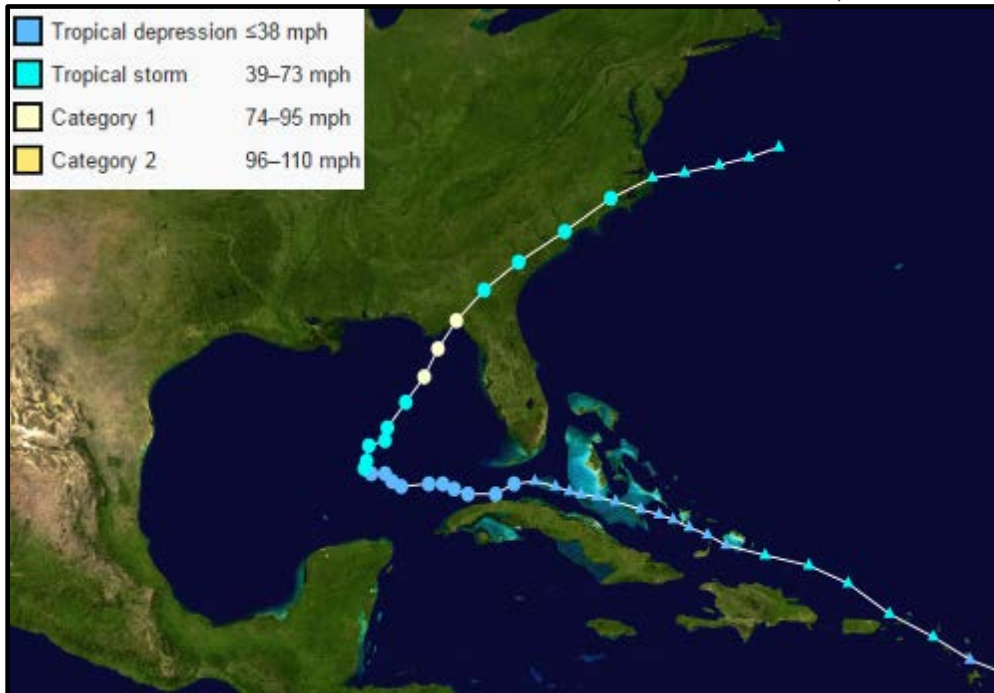 Tropical depression ≤38 mph
Tropical storm 39–73 mph
Category 1 74–95 mph
Category 2 96–110 mph